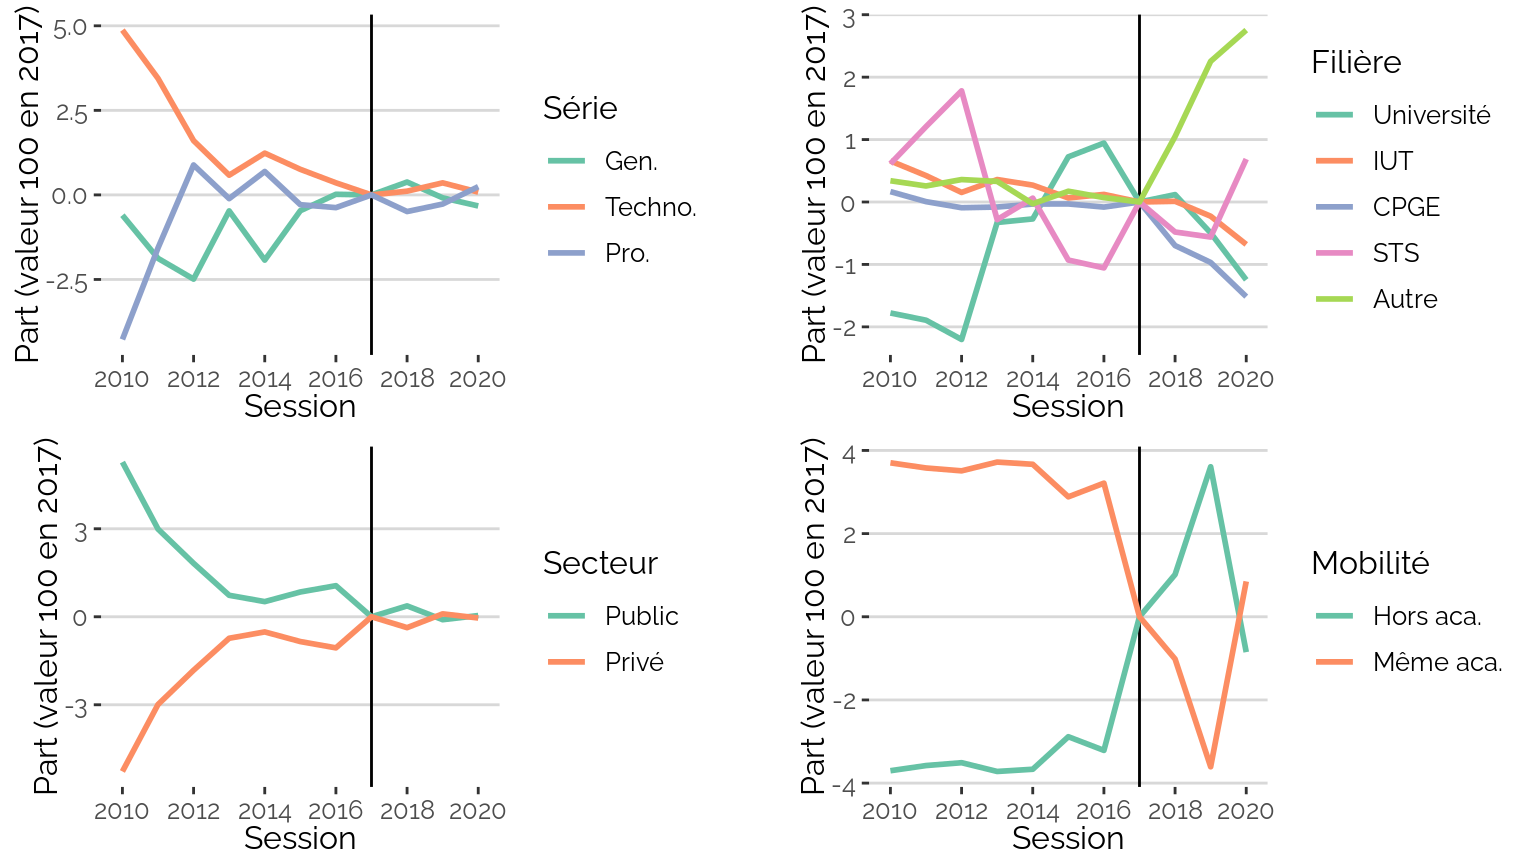 Part (valeur 100 en 2017)
5.0
2.5
0.0
-2.5
2010 2012 2014 2016 2018 2020
Session
Série
Gen.
Techno.
Pro.
Part (valeur 100 en 2017)
3
2
1
0
-1
-2
2010 2012 2014 2016 2018 2020
Session
Filière
Université
IUT
CPGE
STS
Autre
Part (valeur 100 en 2017)
3
0
-3
2010 2012 2014 2016 2018 2020
Session
Secteur
Public
Privé
Part (valeur 100 en 2017)
4
2
0
-2
-4
2010 2012 2014 2016 2018 2020
Session
Mobilité
Hors aca.
Même aca.